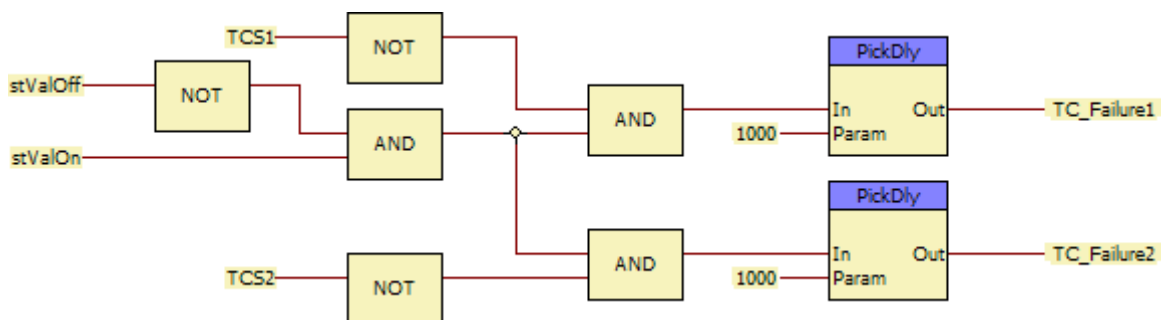 TCS1
NOT
PickDly
stValOff
NOT
In
Out
TC_Failure1
AND
1000
Param
AND
stValOn
PickDly
AND
In
Out
TC_Failure2
TCS2
NOT
1000
Param